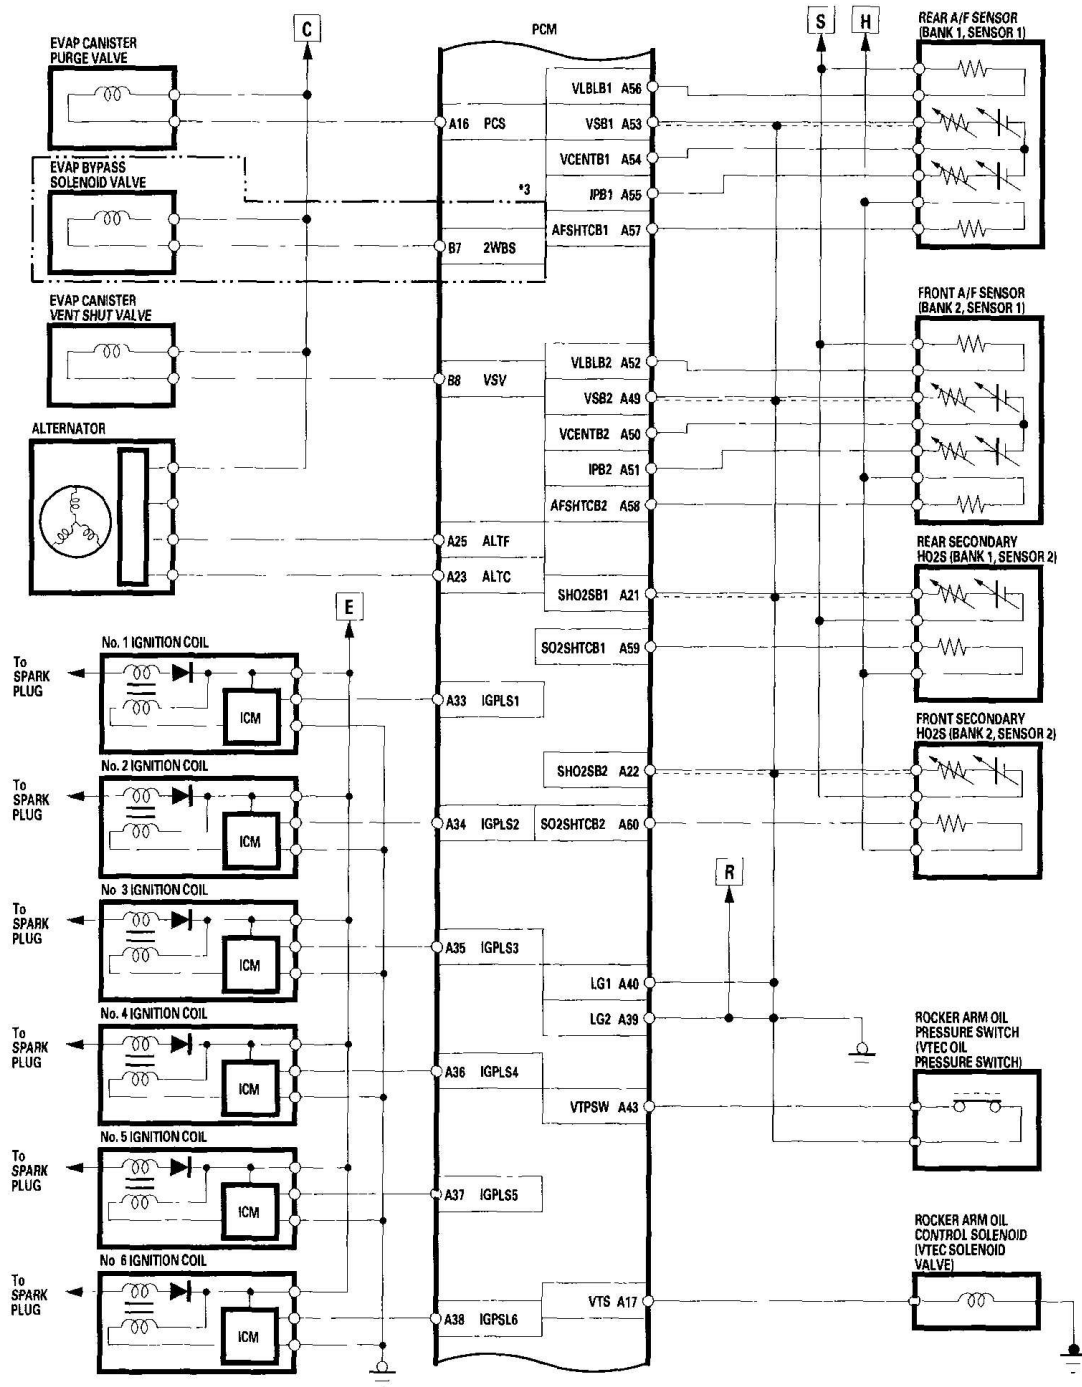 C
S
H
PCM
EVAP CANISTER
PURGE VALVE
A16 PCS
EVAP BYPASS
SOLENOID VALVE
*3
B7 2WBS
EVAP CANISTER
VENT SHUT VALVE
B8 VSV
ALTERNATOR
A25 ALTF
A23 ALTC
VLBLB1 A56
VSB1 A53
VCENTB1 A54
IPB1 A55
AFSHTCB1 A57
REAR A/F SENSOR
(BANK 1, SENSOR 1)
VLBLB2 A52
VSB2 A49
VCENTB2 A50
IPB2 A51
AFSHTCB2 A58
FRONT A/F SENSOR
(BANK 2, SENSOR 1)
SHO2SB1 A21
SO2SHTCB1 A59
REAR SECONDARY
HO2S (BANK 1, SENSOR 2)
E
No. 1 IGNITION COIL
To
SPARK
PLUG
ICM
A33 IGPLS1
SHO2SB2 A22
SO2SHTCB2 A60
FRONT SECONDARY
HO2S (BANK 2, SENSOR 2)
No. 2 IGNITION COIL
To
SPARK
PLUG
ICM
A34 IGPLS2
R
No 3 IGNITION COIL
To
SPARK
PLUG
ICM
A35 IGPLS3
LG1 A40
LG2 A39
No. 4 IGNITION COIL
To
SPARK
PLUG
ICM
A36 IGPLS4
VTPSW A43
ROCKER ARM OIL
PRESSURE SWITCH
(VTEC OIL
PRESSURE SWITCH)
No. 5 IGNITION COIL
To
SPARK
PLUG
ICM
A37 IGPLS5
No 6 IGNITION COIL
To
SPARK
PLUG
ICM
A38 IGPSL6
VTS A17
ROCKER ARM OIL
CONTROL SOLENOID
(VTEC SOLENOID
VALVE)